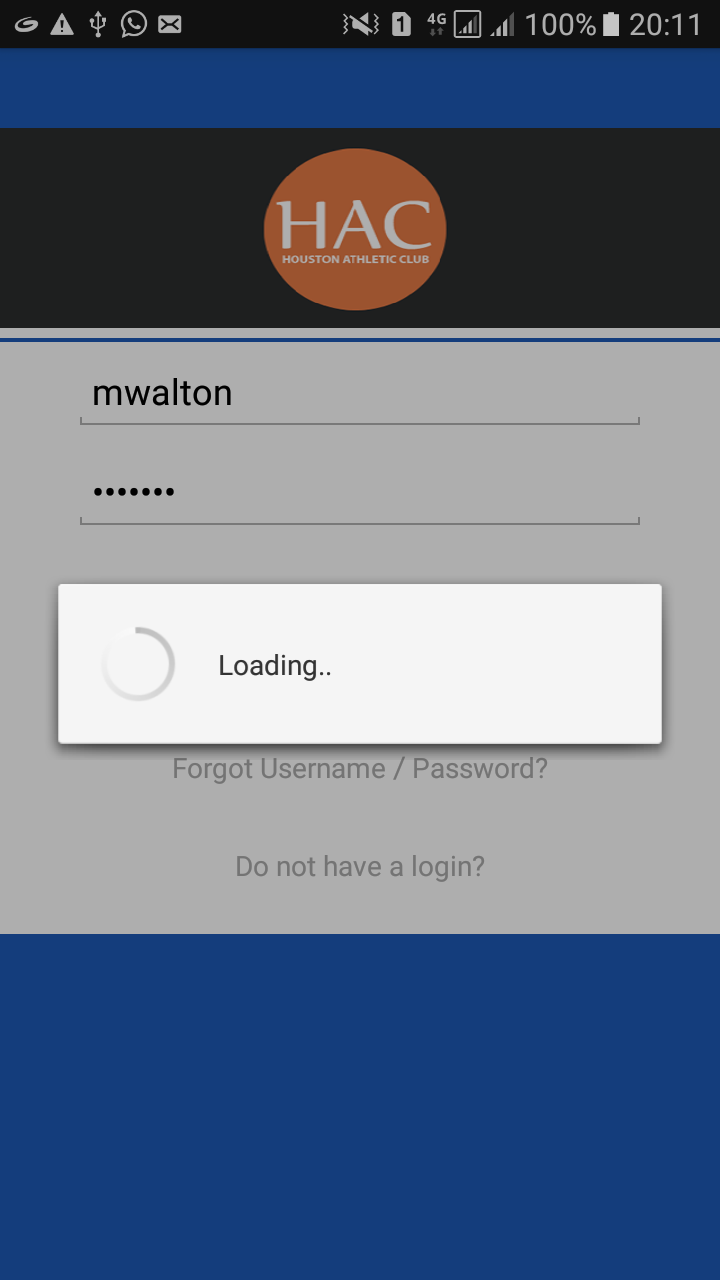 1 4G 100% 20:11
HAC
HOUSTON ATHLETIC CLUB
mwalton
•••••••
Loading..
Forgot Username / Password?
Do not have a login?